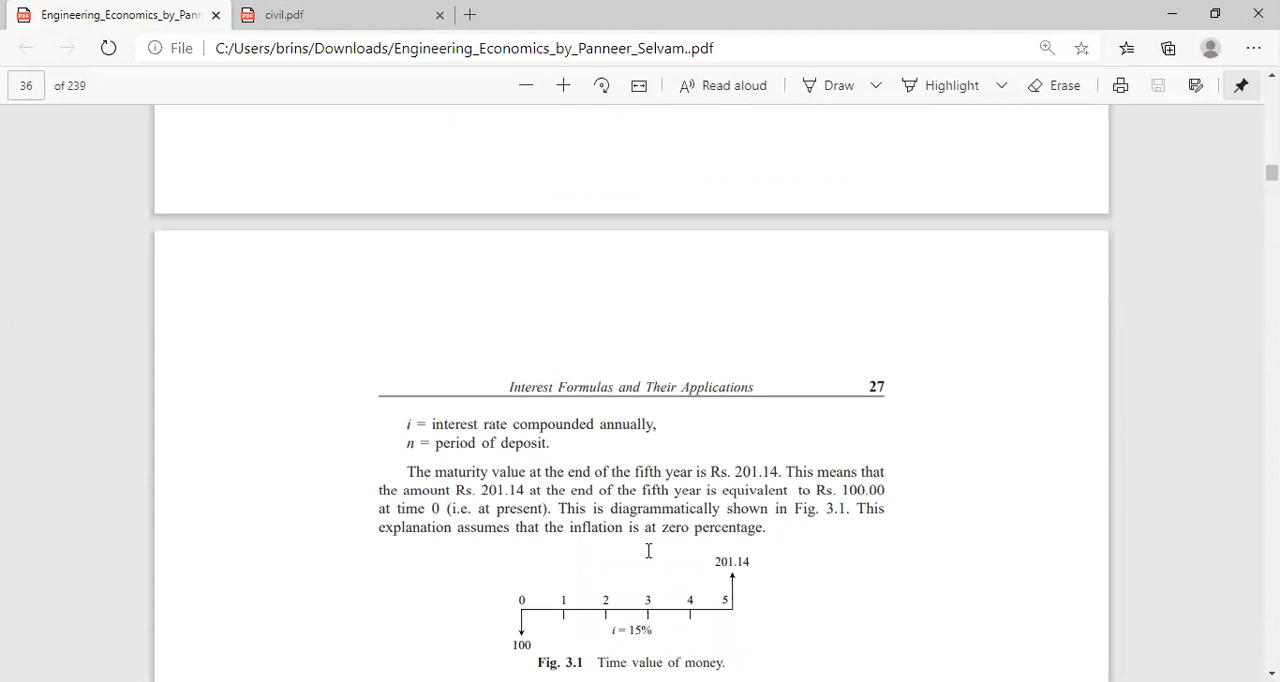 Engineering_Economics_by_Pann
civil.pdf
File | C:/Users/brins/Downloads/Engineering_Economics_by_Panneer_Selvam..pdf
36 of 239
Read aloud
Draw
Highlight
Erase
Interest Formulas and Their Applications 27
i = interest rate compounded annually,
n = period of deposit.
The maturity value at the end of the fifth year is Rs. 201.14. This means that
the amount Rs. 201.14 at the end of the fifth year is equivalent to Rs. 100.00
at time 0 (i.e. at present). This is diagrammatically shown in Fig. 3.1. This
explanation assumes that the inflation is at zero percentage.
201.14
0 1 2 3 4 5
i = 15%
100
Fig. 3.1 Time value of money.